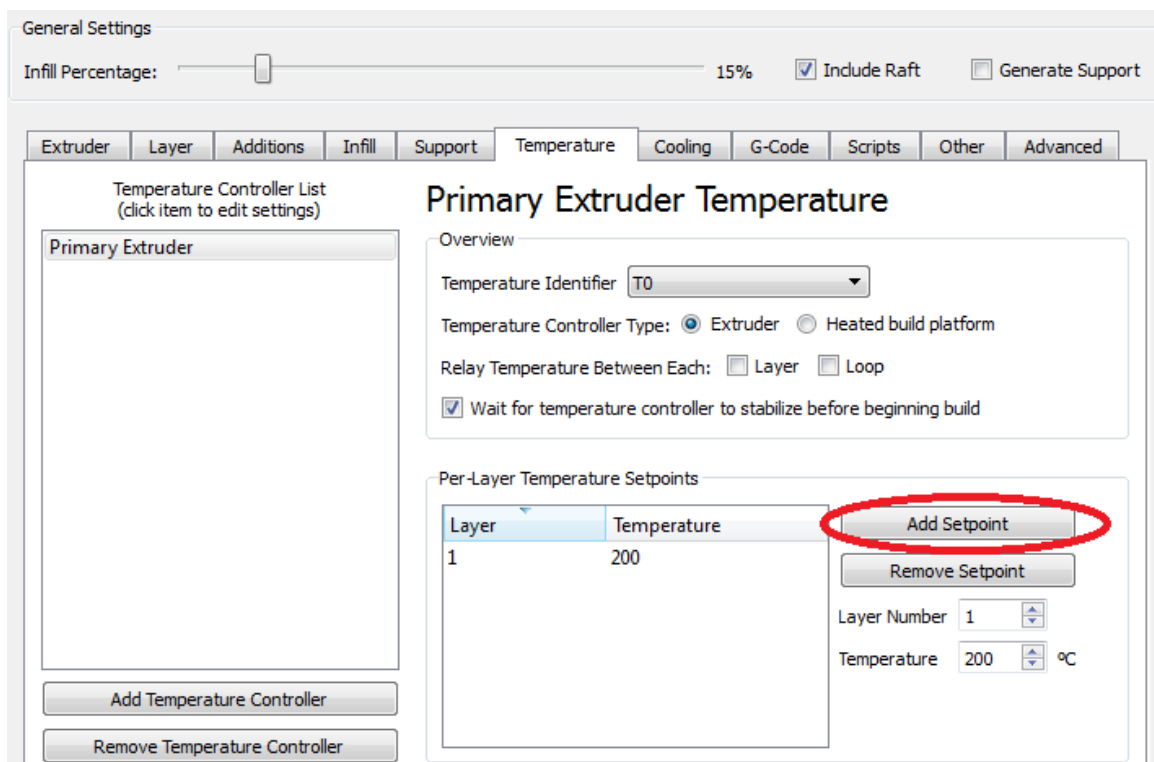 General Settings
Infill Percentage: 15% Include Raft Generate Support
Extruder Layer Additions Infill Support Temperature Cooling G-Code Scripts Other Advanced
Temperature Controller List
(click item to edit settings)
Primary Extruder
Add Temperature Controller
Remove Temperature Controller
Primary Extruder Temperature
Overview
Temperature Identifier T0
Temperature Controller Type: Extruder Heated build platform
Relay Temperature Between Each: Layer Loop
Wait for temperature controller to stabilize before beginning build
Per-Layer Temperature Setpoints
Layer Temperature
1 200
Add Setpoint
Remove Setpoint
Layer Number 1
Temperature 200 ºC